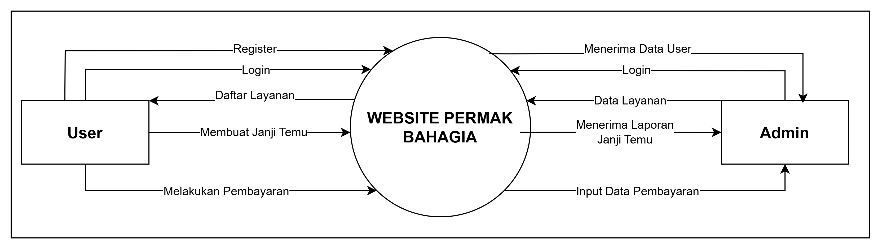 Register
Menerima Data User
Login
Login
Daftar Layanan
Data Layanan
User
WEBSITE PERMAK
BAHAGIA
Membuat Janji Temu
Menerima Laporan
Janji Temu
Admin
Melakukan Pembayaran
Input Data Pembayaran